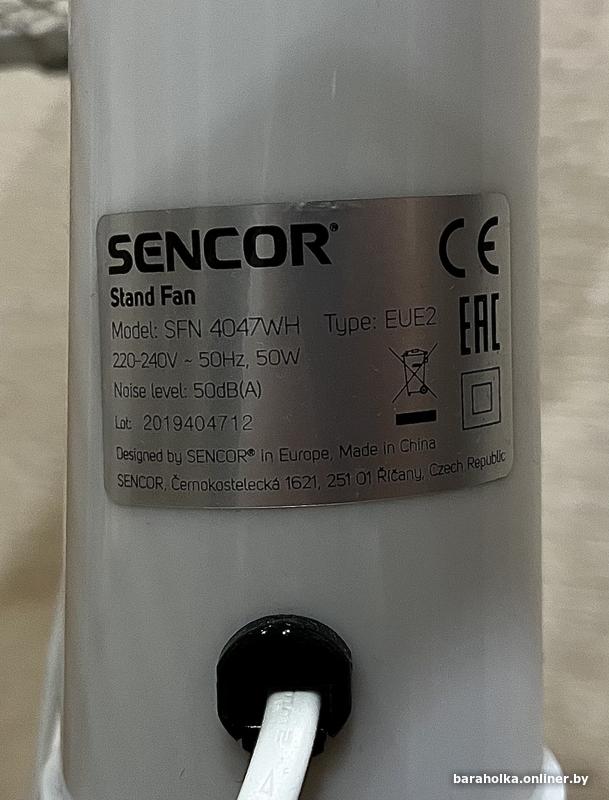 SENCOR®
CE
Stand Fan
Model: SFN 4047WH Type: EUE2
EAC
220-240V ~ 50Hz, 50W
Noise level: 50dB(A)
Lot: 2019404712
Designed by SENCOR® in Europe, Made in China
SENCOR, Černokostelecká 1621, 251 01 Říčany, Czech Republic
baraholka.onliner.by